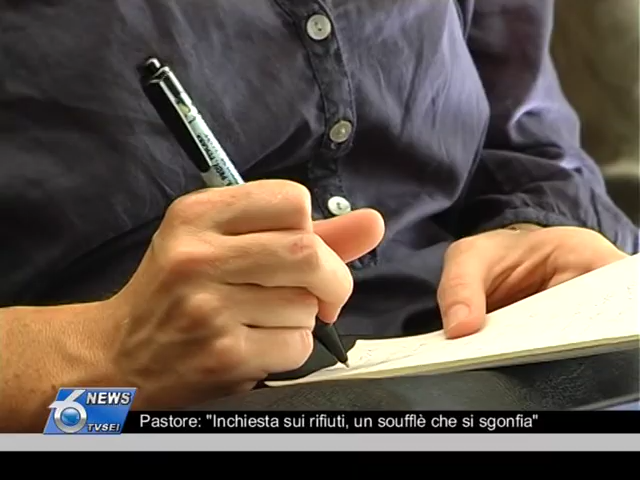 6 NEWS
TVSEI
Pastore: "Inchiesta sui rifiuti, un soufflè che si sgonfia"